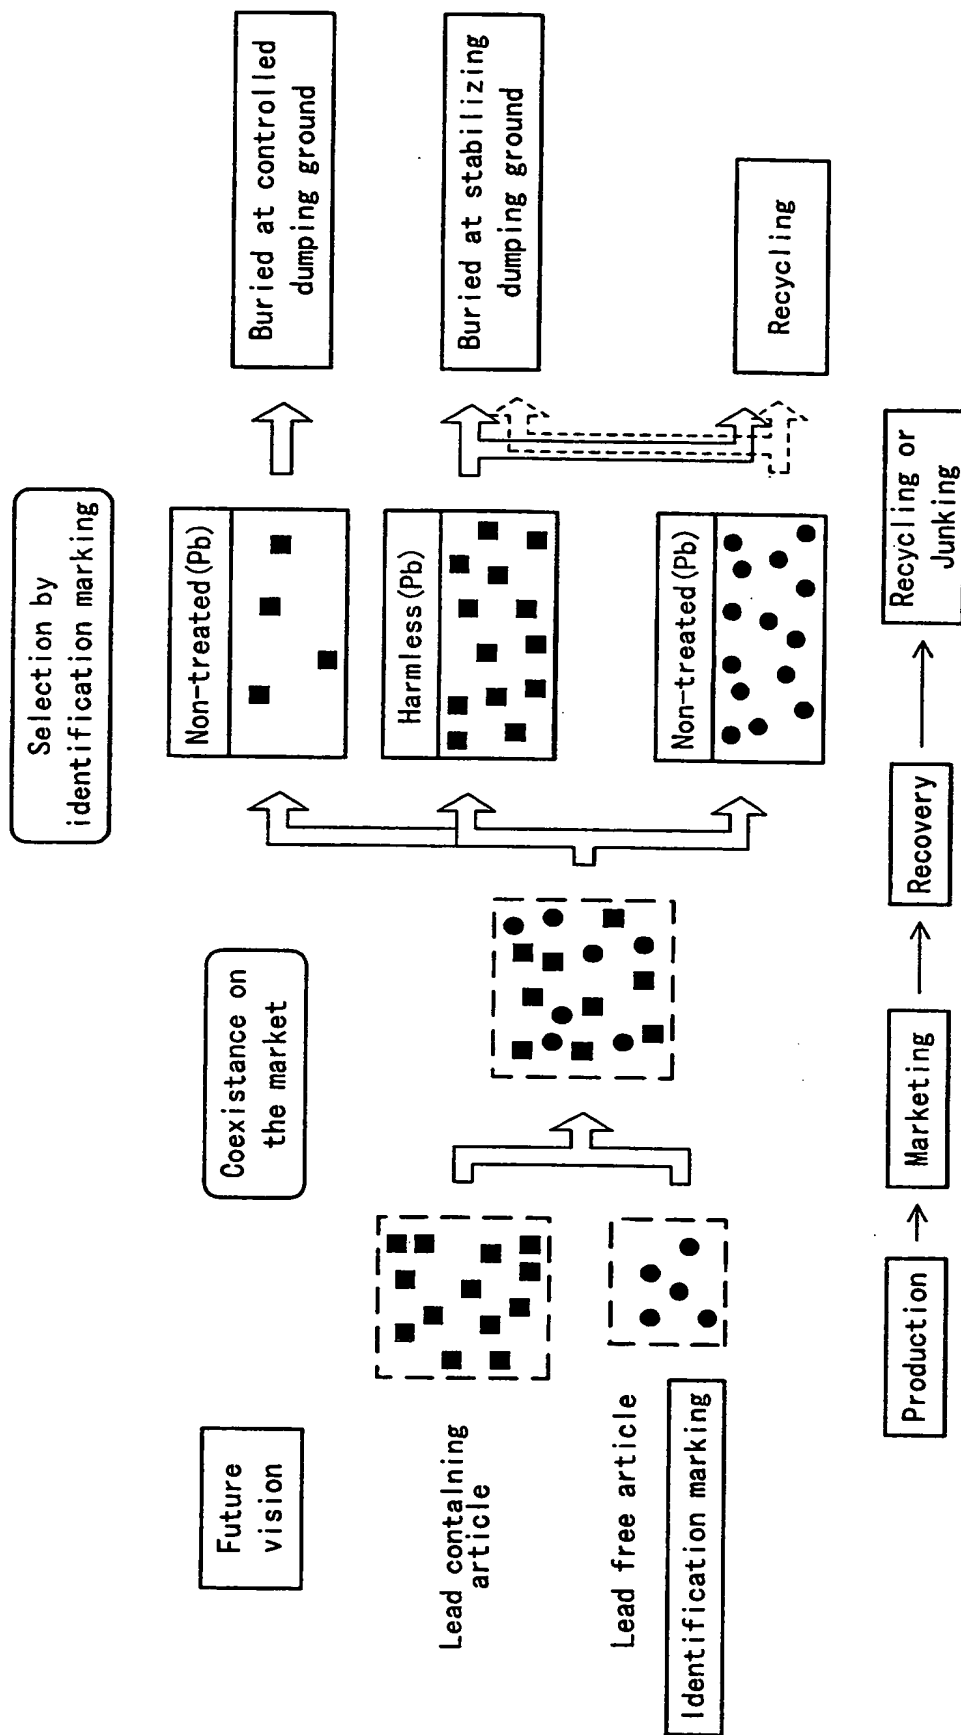 Future
vision
Coexistance on
the market
Selection by
identification marking
Lead containing
article
Lead free article
Identification marking
Non-treated(Pb)
Harmless(Pb)
Non-treated(Pb)
Buried at controlled
dumping ground
Buried at stabilizing
dumping ground
Recycling
Production
Marketing
Recovery
Recycling or
Junking